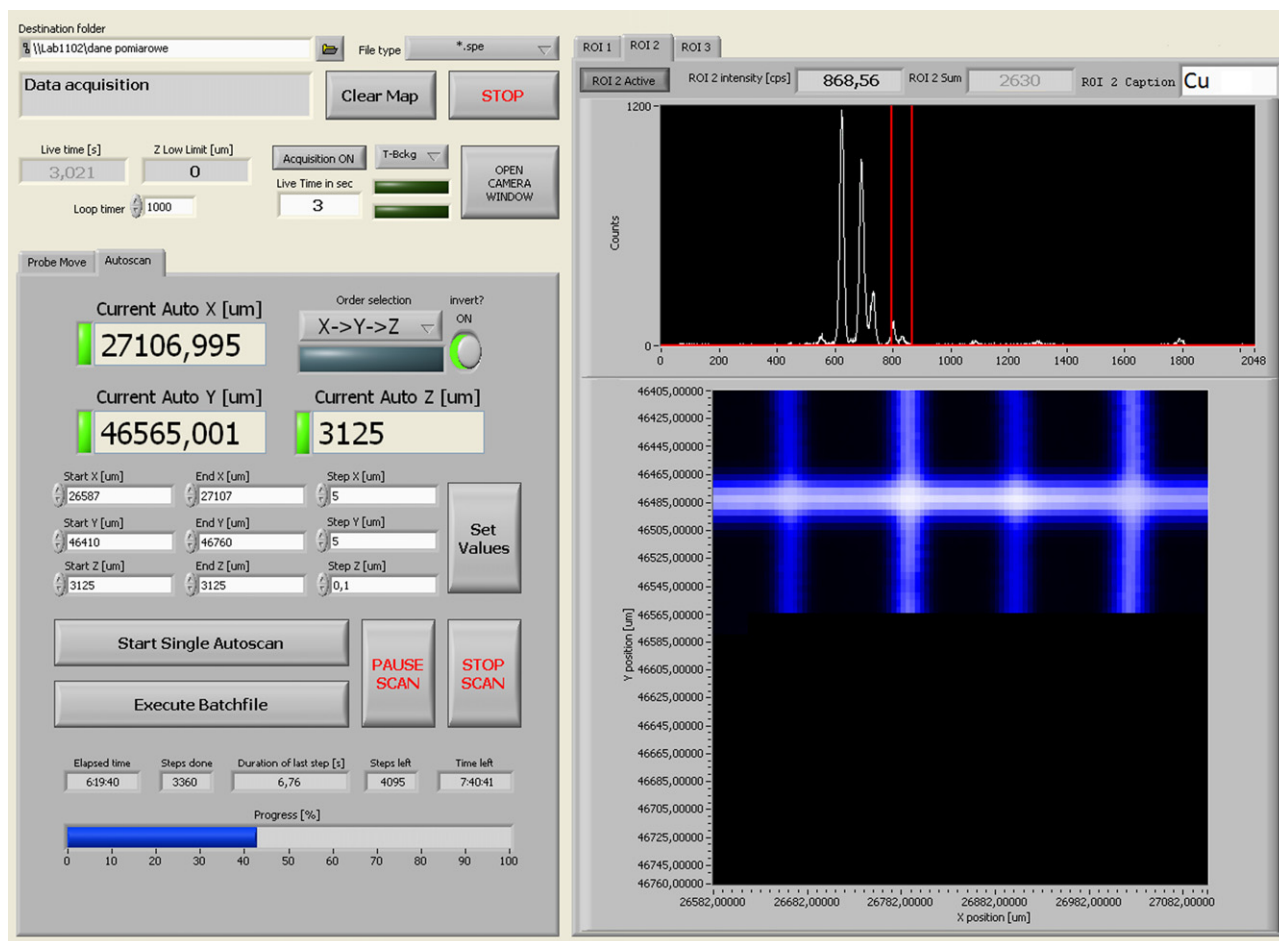 Destination folder
\\Lab1102\dane pomiarowe
File type
*.spe
Data acquisition
Clear Map
STOP
Live time [s]
3,021
Z Low Limit [um]
0
Acquisition ON
T-Bckg
Live Time in sec
3
OPEN
CAMERA
WINDOW
Loop timer
1000
Probe Move
Autoscan
Current Auto X [um]
27106,995
Order selection
X->Y->Z
invert?
ON
Current Auto Y [um]
46565,001
Current Auto Z [um]
3125
Start X [um]
End X [um]
Step X [um]
26587
27107
5
Start Y [um]
End Y [um]
Step Y [um]
46410
46760
5
Start Z [um]
End Z [um]
Step Z [um]
3125
3125
0,1
Set
Values
Start Single Autoscan
Execute Batchfile
PAUSE
SCAN
STOP
SCAN
Elapsed time
Steps done
Duration of last step [s]
Steps left
Time left
6:19:40
3360
6,76
4095
7:40:41
Progress [%]
0 10 20 30 40 50 60 70 80 90 100
ROI 1
ROI 2
ROI 3
ROI 2 Active
ROI 2 intensity [cps]
868,56
ROI 2 Sum
2630
ROI 2 Caption
Cu
1200
Counts
0
0 200 400 600 800 1000 1200 1400 1600 1800 2048
46405,00000
46425,00000
46445,00000
46465,00000
46485,00000
46505,00000
46525,00000
46545,00000
46565,00000
46585,00000
46605,00000
46625,00000
46645,00000
46665,00000
46685,00000
46705,00000
46725,00000
46745,00000
46760,00000
Y position [um]
26582,00000 26682,00000 26782,00000 26882,00000 26982,00000 27082,00000
X position [um]